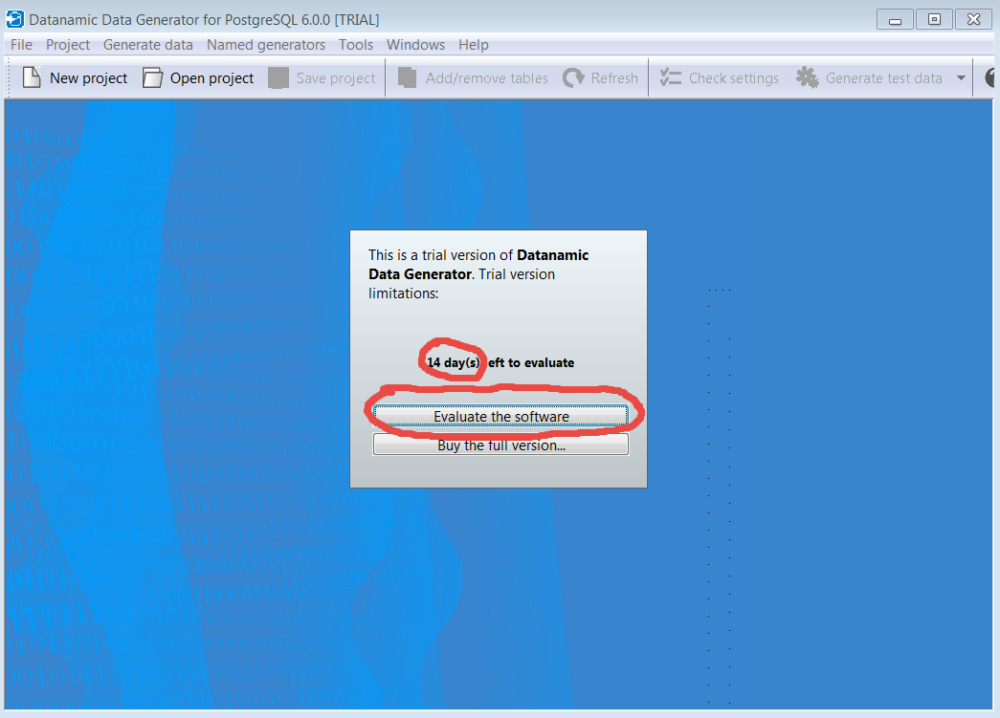 Datanamic Data Generator for PostgreSQL 6.0.0 [TRIAL]
File Project Generate data Named generators Tools Windows Help
New project Open project Save project Add/remove tables Refresh Check settings Generate test data
This is a trial version of Datanamic
Data Generator. Trial version
limitations:
14 day(s) eft to evaluate
Evaluate the software
Buy the full version...